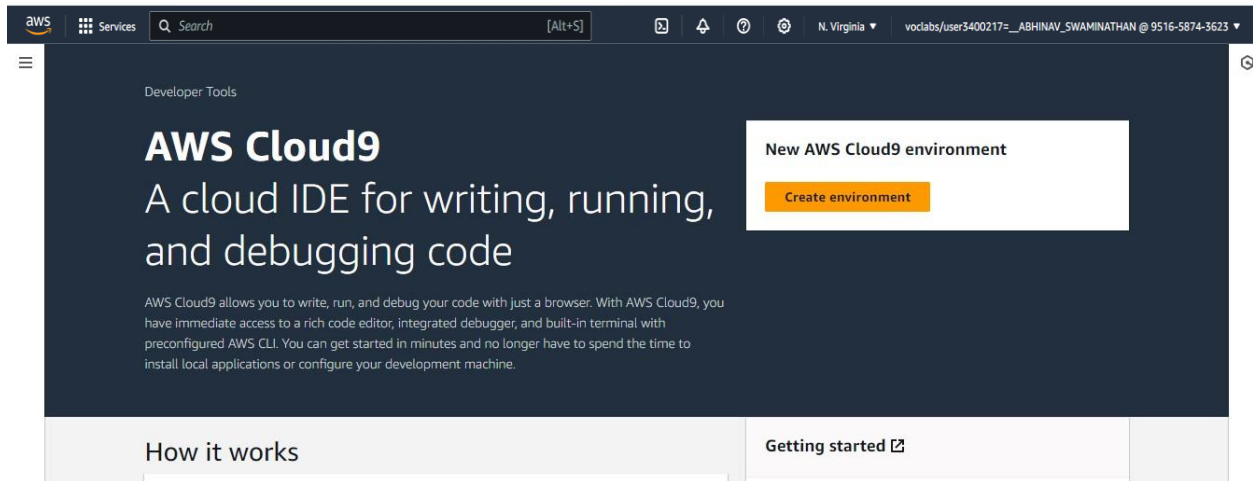 aws Services Search [Alt+S] N. Virginia ▼ voclabs/user3400217=__ABHINAV_SWAMINATHAN @ 9516-5874-3623 ▼
Developer Tools
AWS Cloud9
A cloud IDE for writing, running,
and debugging code
AWS Cloud9 allows you to write, run, and debug your code with just a browser. With AWS Cloud9, you
have immediate access to a rich code editor, integrated debugger, and built-in terminal with
preconfigured AWS CLI. You can get started in minutes and no longer have to spend the time to
install local applications or configure your development machine.
New AWS Cloud9 environment
Create environment
How it works
Getting started